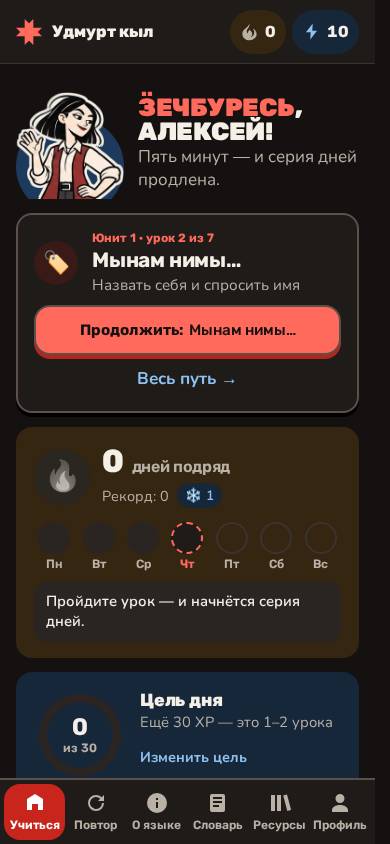 Удмурт кыл
0
10
ӞЕЧБУРЕСЬ,
АЛЕКСЕЙ!
Пять минут — и серия дней
продлена.
Юнит 1 • урок 2 из 7
Мынам нимы…
Назвать себя и спросить имя
Продолжить: Мынам нимы…
Весь путь →
0 дней подряд
Рекорд: 0
1
Пн Вт Ср Чт Пт Сб Вс
Пройдите урок — и начнётся серия
дней.
Цель дня
Ещё 30 XP — это 1–2 урока
0
из 30
Изменить цель
Учиться Повтор О языке Словарь Ресурсы Профиль